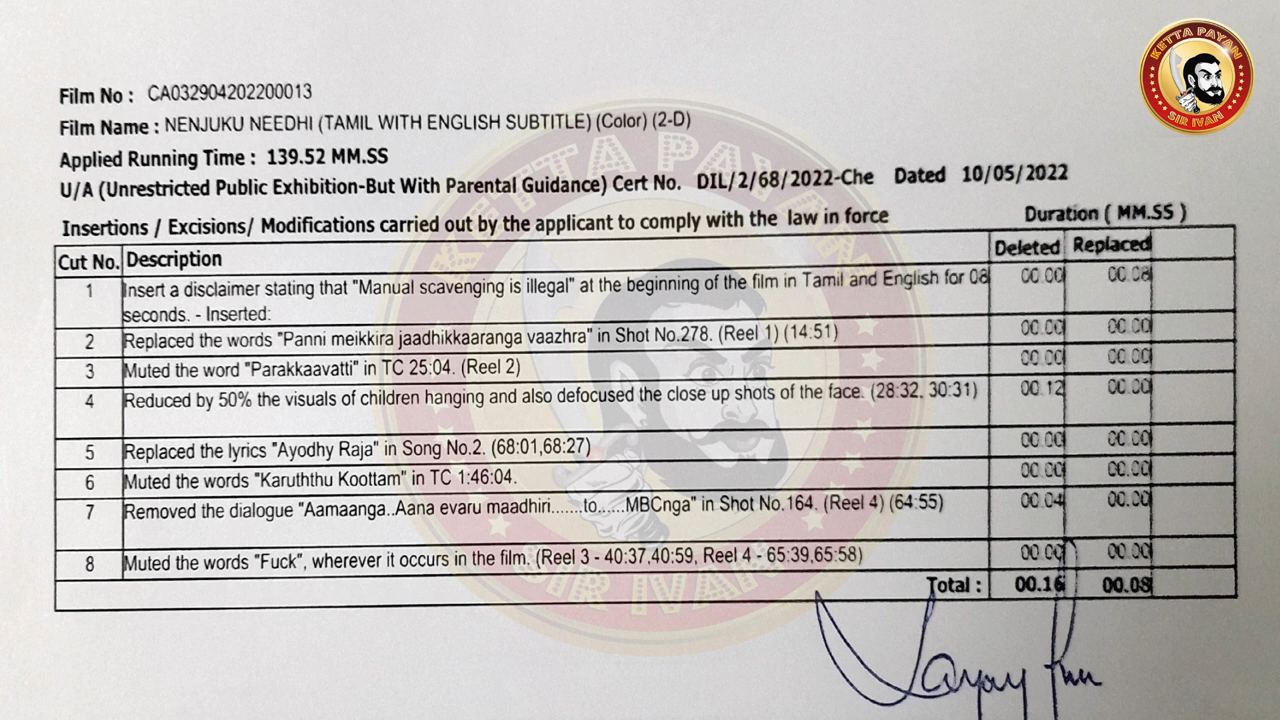 KETTA PAYAN
SIR IVAN
Film No : CA032904202200013
Film Name : NENJUKU NEEDHI (TAMIL WITH ENGLISH SUBTITLE) (Color) (2-D)
Applied Running Time : 139.52 MM.SS
U/A (Unrestricted Public Exhibition-But With Parental Guidance) Cert No. DIL/2/68/2022-Che Dated 10/05/2022
Insertions / Excisions/ Modifications carried out by the applicant to comply with the law in force Duration ( MM.SS )
Cut No. Description Deleted Replaced
1 Insert a disclaimer stating that "Manual scavenging is illegal" at the beginning of the film in Tamil and English for 08 00.00 00.08
seconds. - Inserted:
2 Replaced the words "Panni meikkira jaadhikkaaranga vaazhra" in Shot No.278. (Reel 1) (14:51) 00.00 00.00
3 Muted the word "Parakkaavatti" in TC 25:04. (Reel 2) 00.00 00.00
4 Reduced by 50% the visuals of children hanging and also defocused the close up shots of the face. (28:32, 30:31) 00.12 00.00
5 Replaced the lyrics "Ayodhy Raja" in Song No.2. (68:01,68:27) 00.00 00.00
6 Muted the words "Karuththu Koottam" in TC 1:46:04. 00.00 00.00
7 Removed the dialogue "Aamaanga..Aana evaru maadhiri.......to......MBCnga" in Shot No.164. (Reel 4) (64:55) 00.04 00.00
8 Muted the words "Fuck", wherever it occurs in the film. (Reel 3 - 40:37,40:59, Reel 4 - 65:39,65:58) 00.00 00.00
Total : 00.16 00.08
KETTA PAYAN
SIR IVAN